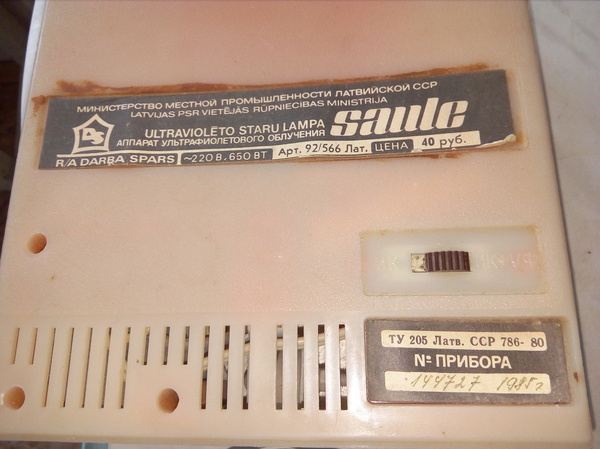 МИНИСТЕРСТВО МЕСТНОЙ ПРОМЫШЛЕННОСТИ ЛАТВИЙСКОЙ ССР
LATVIJAS PSR VIETĒJĀS RŪPNIECĪBAS MINISTRIJA
ULTRAVIOLĒTO STARU LAMPA
АППАРАТ УЛЬТРАФИОЛЕТОВОГО ОБЛУЧЕНИЯ
saule
DS
R/A DARBA SPARS
~220 В, 650 ВТ
Арт. 92/566 Лат. ЦЕНА 40 руб.
ТУ 205 Латв. ССР 786-80
№ ПРИБОРА
144727 1985г